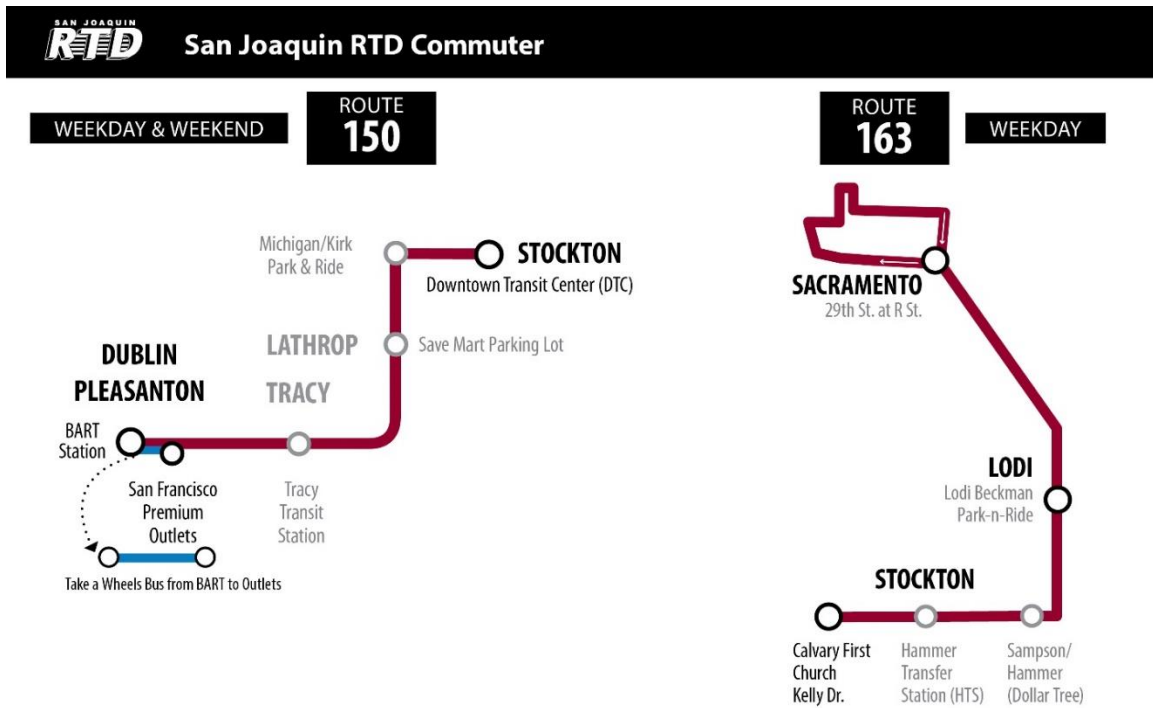 SAN JOAQUIN
RTD
San Joaquin RTD Commuter
WEEKDAY & WEEKEND
ROUTE
150
Michigan/Kirk
Park & Ride
STOCKTON
Downtown Transit Center (DTC)
LATHROP
Save Mart Parking Lot
DUBLIN
PLEASANTON
TRACY
BART
Station
San Francisco
Premium
Outlets
Tracy
Transit
Station
Take a Wheels Bus from BART to Outlets
ROUTE
163
WEEKDAY
SACRAMENTO
29th St. at R St.
LODI
Lodi Beckman
Park-n-Ride
STOCKTON
Calvary First
Church
Kelly Dr.
Hammer
Transfer
Station (HTS)
Sampson/
Hammer
(Dollar Tree)